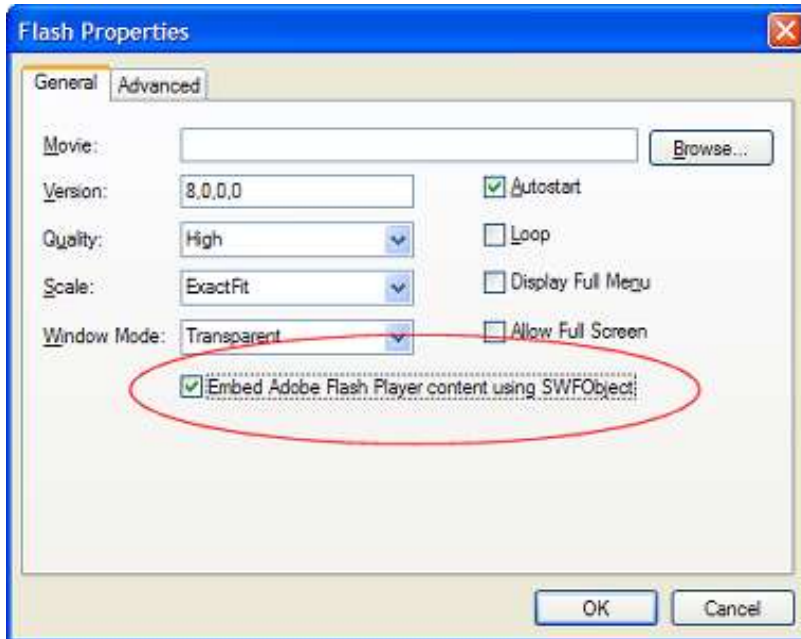 Flash Properties
General Advanced
Movie: Browse...
Version: 8,0,0,0 Autostart
Quality: High Loop
Scale: ExactFit Display Full Menu
Window Mode: Transparent Allow Full Screen
Embed Adobe Flash Player content using SWFObject
OK Cancel